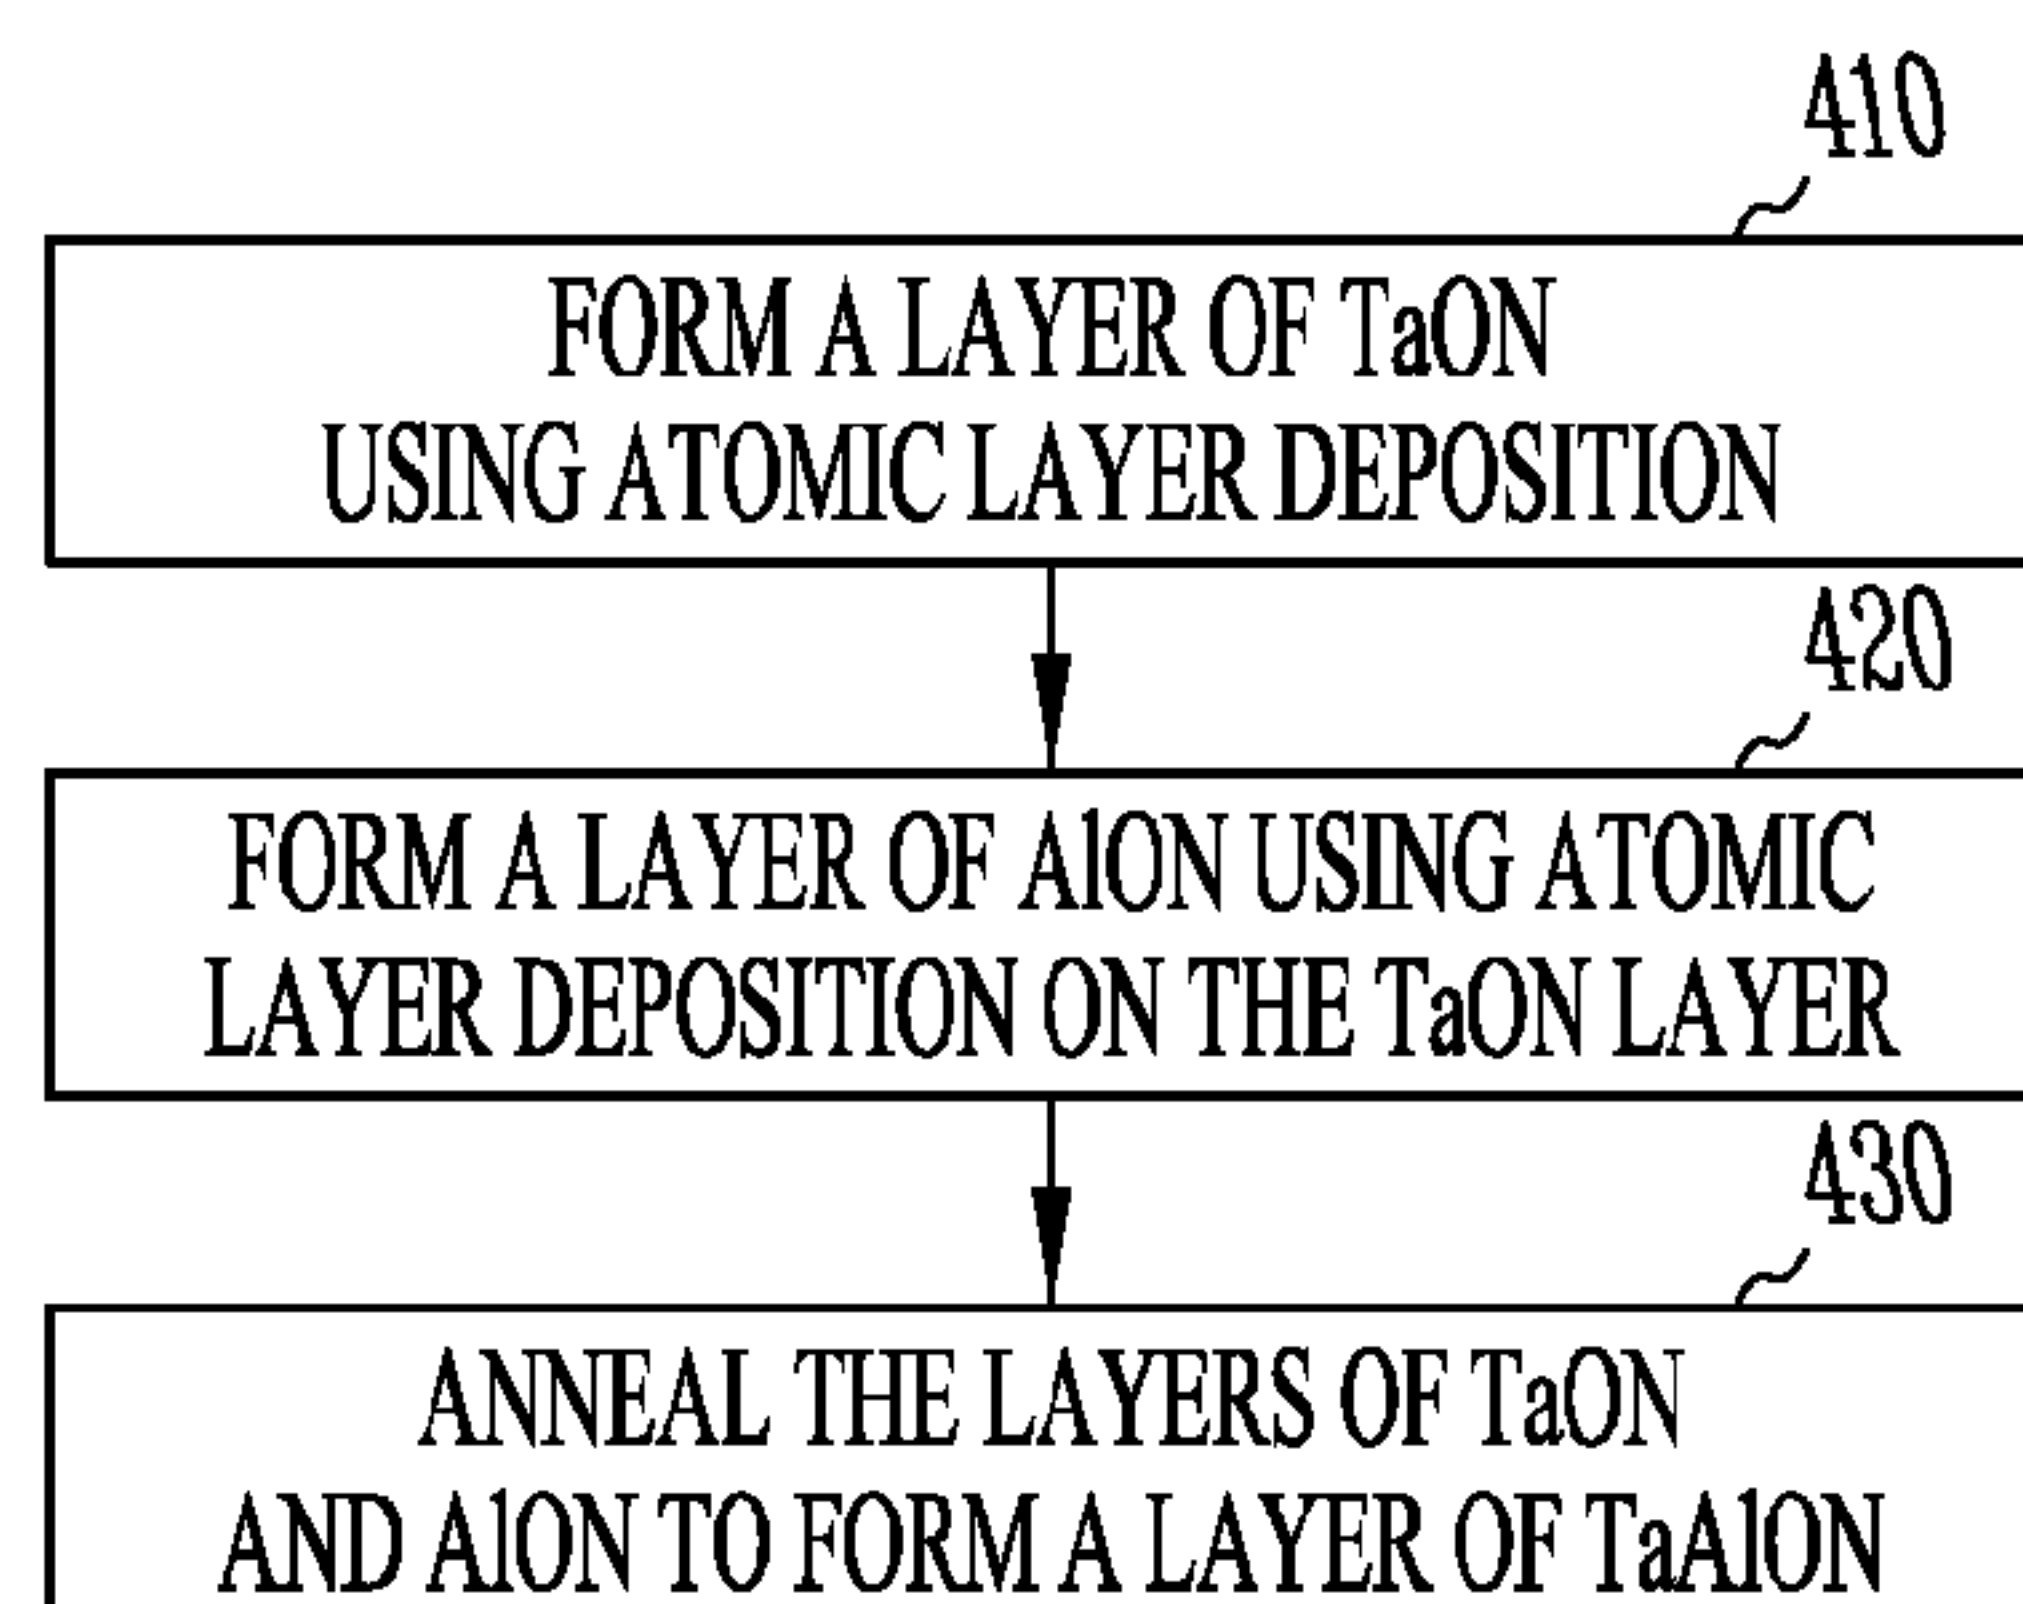 410
FORM A LAYER OF TaON
USING ATOMIC LAYER DEPOSITION
420
FORM A LAYER OF AlON USING ATOMIC
LAYER DEPOSITION ON THE TaON LAYER
430
ANNEAL THE LAYERS OF TaON
AND AlON TO FORM A LAYER OF TaAlON